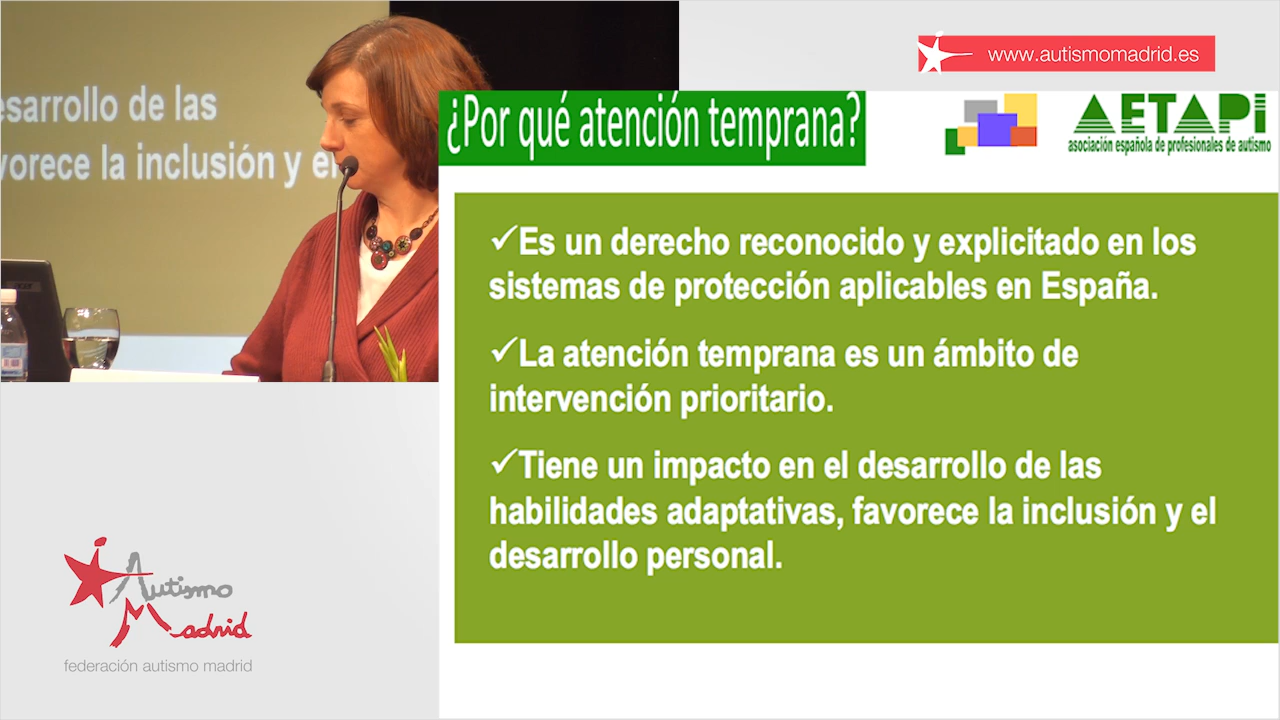 esarrollo de las
vorece la inclusión y el
www.autismomadrid.es
¿Por qué atención temprana?
AETAPI
asociación española de profesionales de autismo
✓Es un derecho reconocido y explicitado en los
sistemas de protección aplicables en España.
✓La atención temprana es un ámbito de
intervención prioritario.
✓Tiene un impacto en el desarrollo de las
habilidades adaptativas, favorece la inclusión y el
desarrollo personal.
Autismo
Madrid
federación autismo madrid